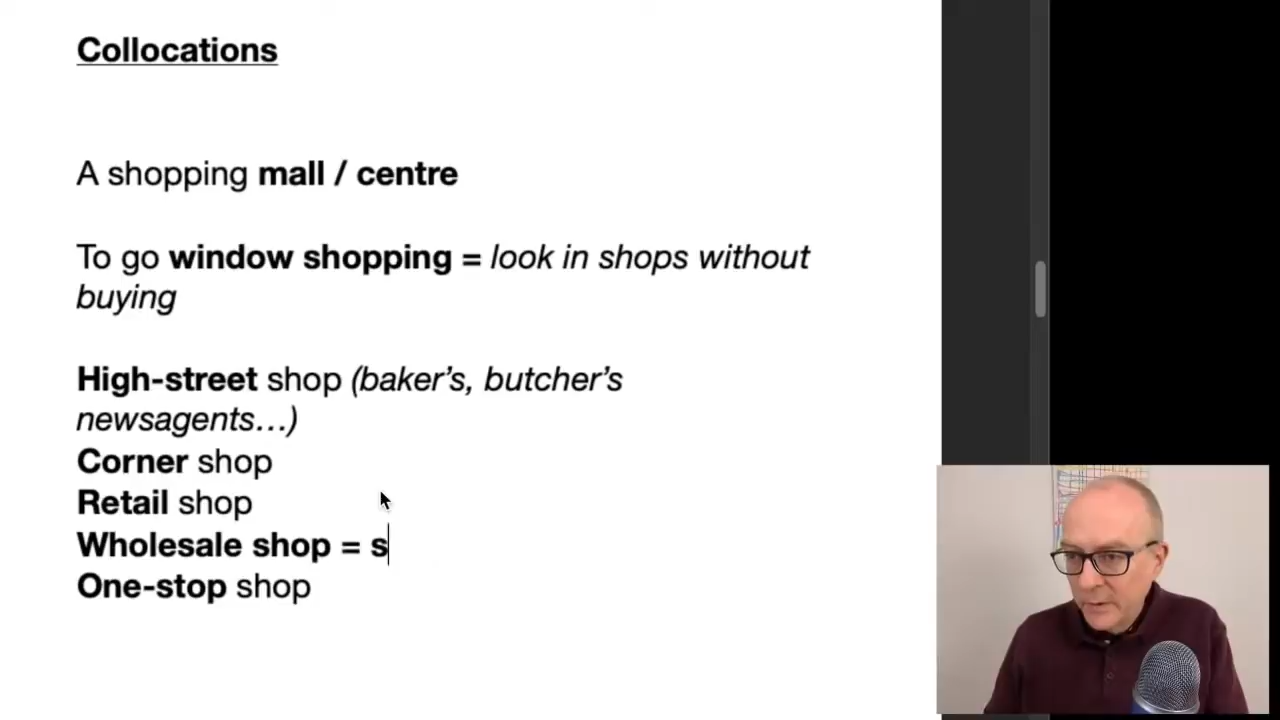 Collocations
A shopping mall / centre
To go window shopping = look in shops without
buying
High-street shop (baker’s, butcher’s
newsagents…)
Corner shop
Retail shop
Wholesale shop = s
One-stop shop